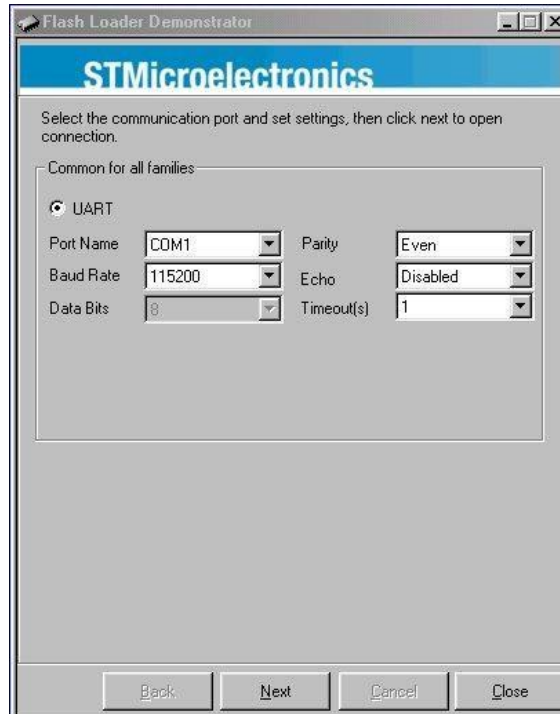 Flash Loader Demonstrator
STMicroelectronics
Select the communication port and set settings, then click next to open
connection.
Common for all families
UART
Port Name COM1 Parity Even
Baud Rate 115200 Echo Disabled
Data Bits 8 Timeout(s) 1
Back Next Cancel Close